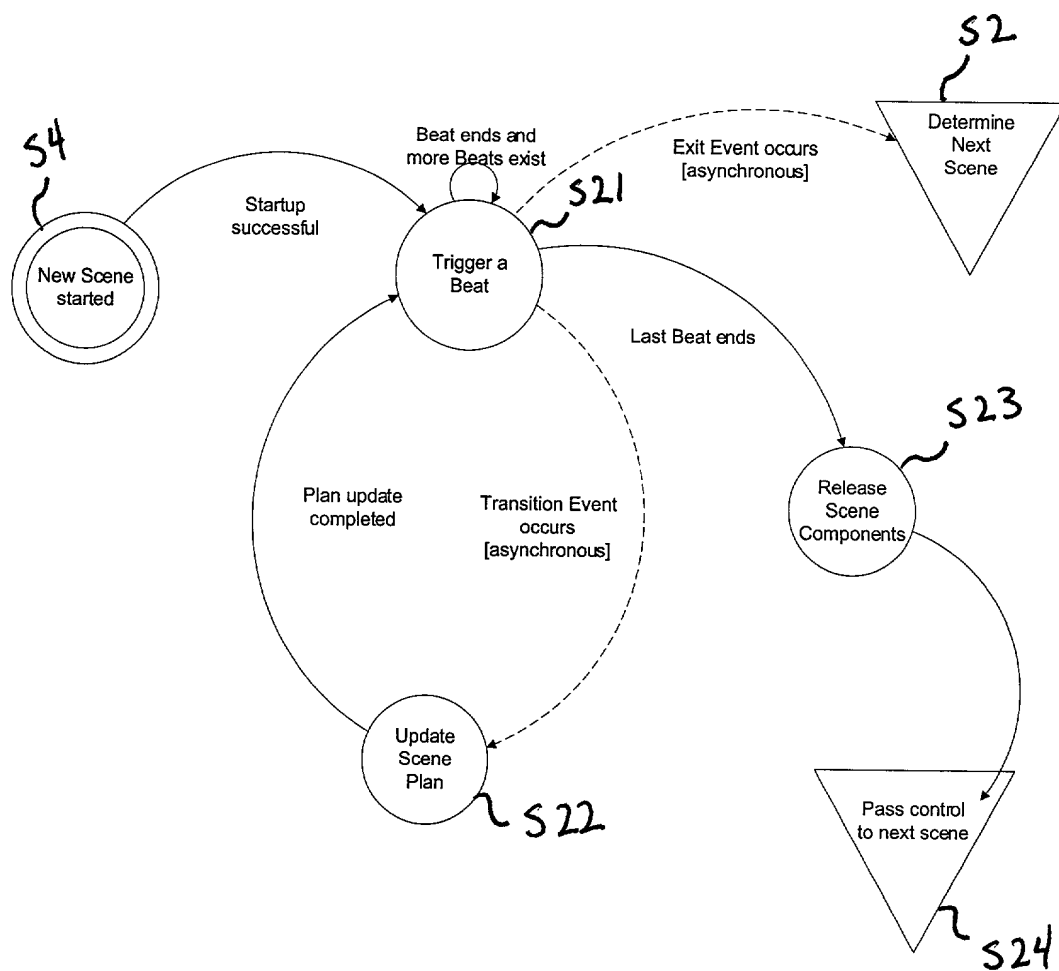 S2
Determine
Next
Scene
S4
Beat ends and
more Beats exist
Exit Event occurs
[asynchronous]
S21
Startup
successful
New Scene
started
Trigger a
Beat
Last Beat ends
S23
Plan update
completed
Transition Event
occurs
[asynchronous]
Release
Scene
Components
Update
Scene
Plan
S22
Pass control
to next scene
S24